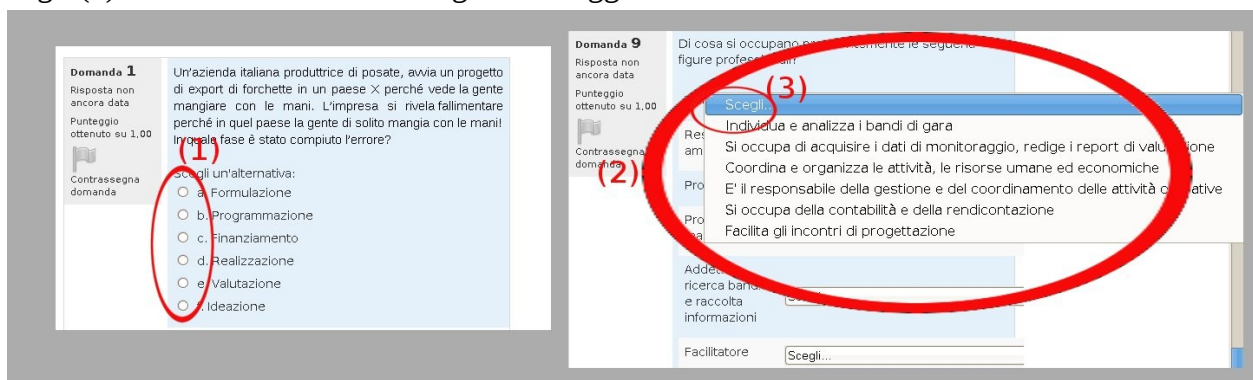 Domanda 1
Risposta non
ancora data
Punteggio
ottenuto su 1,00
Contrassegna
domanda
Un'azienda italiana produttrice di posate, avvia un progetto
di export di forchette in un paese X perché vede la gente
mangiare con le mani. L'impresa si rivela fallimentare
perché in quel paese la gente di solito mangia con le mani!
In quale fase è stato compiuto l'errore?
(1)
Scegli un'alternativa:
a. Formulazione
b. Programmazione
c. Finanziamento
d. Realizzazione
e. Valutazione
f. Ideazione
Domanda 9
Risposta non
ancora data
Punteggio
ottenuto su 1,00
Contrassegna
domanda
(2)
Di cosa si occupano
figure
(3)
Scegli...
Individua e analizza i bandi di gara
Si occupa di acquisire i dati di monitoraggio, redige i report di valutazione
Coordina e organizza le attività, le risorse umane ed economiche
E' il responsabile della gestione e del coordinamento delle attività
Si occupa della contabilità e della rendicontazione
Facilita gli incontri di progettazione
ricerca
e raccolta
informazioni
Facilitatore
Scegli...